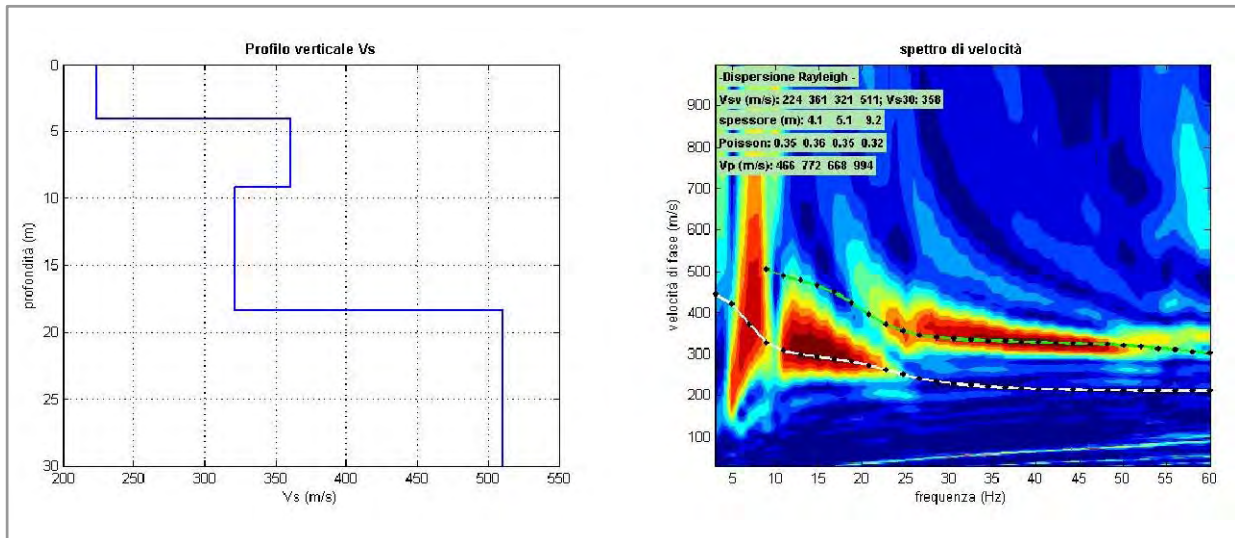 Profilo verticale Vs
0
5
10
15
20
25
30
200 250 300 350 400 450 500 550
profondità (m)
Vs (m/s)
spettro di velocità
-Dispersione Rayleigh -
Vsv (m/s): 224 361 321 511; Vs30: 358
spessore (m): 4.1 5.1 9.2
Poisson: 0.35 0.36 0.35 0.32
Vp (m/s): 466 772 668 994
900
800
700
600
500
400
300
200
100
5 10 15 20 25 30 35 40 45 50 55 60
velocità di fase (m/s)
frequenza (Hz)